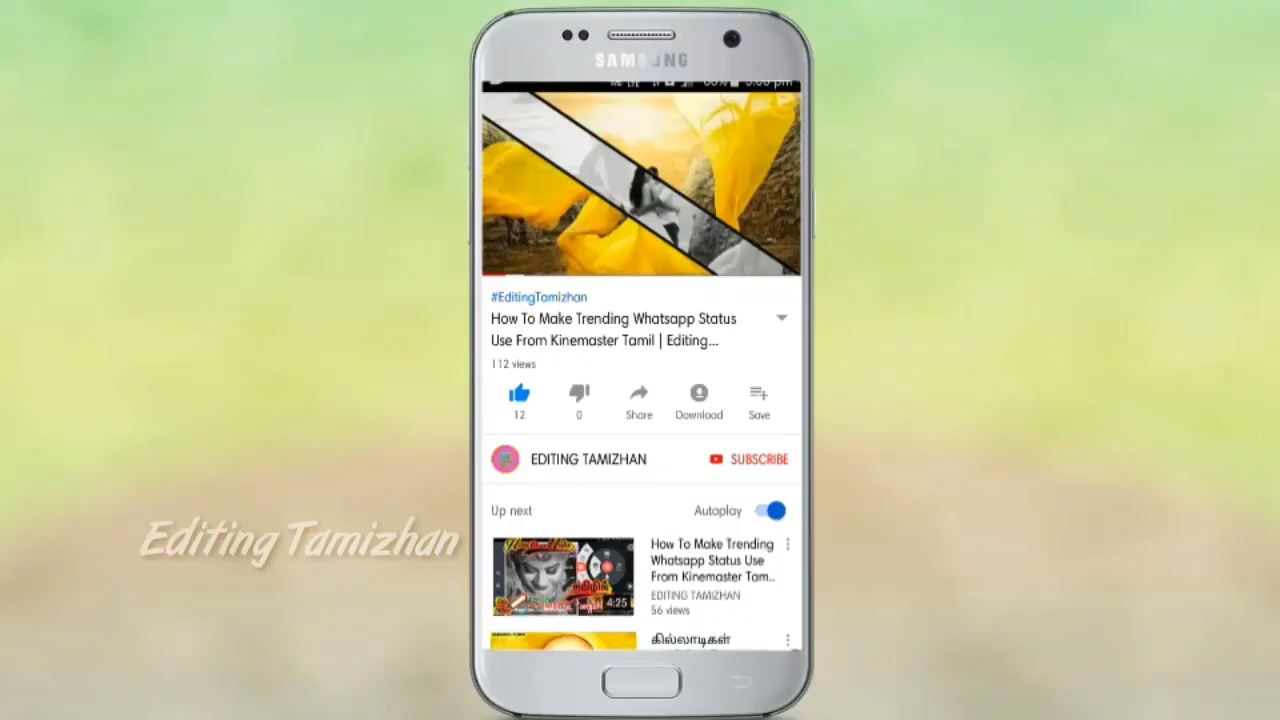 SAMSUNG
#EditingTamizhan
How To Make Trending Whatsapp Status
Use From Kinemaster Tamil | Editing...
112 views
12
0
Share
Download
Save
EDITING TAMIZHAN
SUBSCRIBE
Up next
Autoplay
Editing Tamizhan
How To Make Trending
Whatsapp Status Use
From Kinemaster Tam..
EDITING TAMIZHAN
56 views
தமிழில்
4:25
கில்லாடிகள்